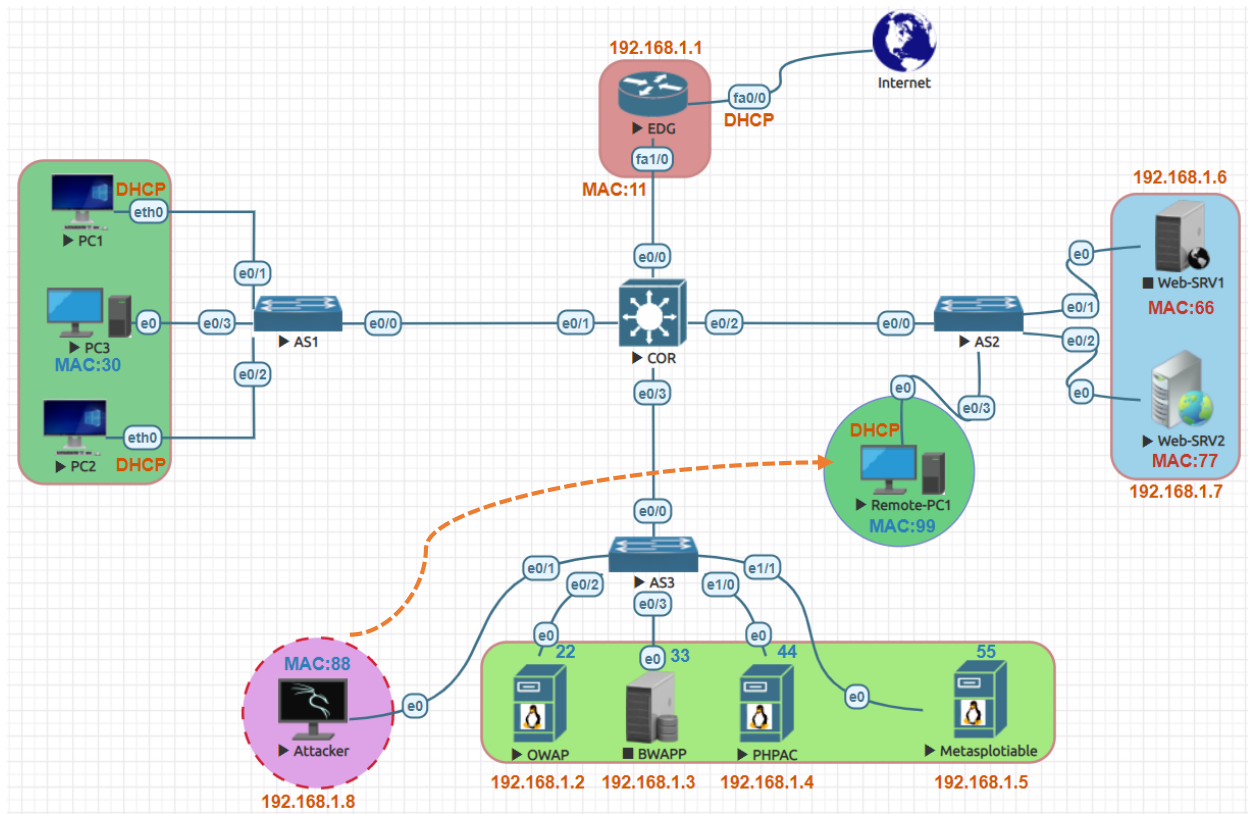 192.168.1.1
Internet
fa0/0
DHCP
EDG
fa1/0
MAC:11
DHCP
eth0
PC1
e0/1
PC3
MAC:30
e0
e0/3
AS1
e0/0
e0/2
eth0
PC2
DHCP
e0/0
e0/1
e0/2
COR
e0/3
192.168.1.6
e0
Web-SRV1
MAC:66
e0/1
e0/0
AS2
e0/2
e0
Web-SRV2
MAC:77
192.168.1.7
e0
e0/3
DHCP
Remote-PC1
MAC:99
e0/0
e0/1
AS3
e1/1
e0/2
e0/3
e1/0
MAC:88
Attacker
e0
192.168.1.8
e0
22
OWAP
192.168.1.2
e0
33
BWAPP
192.168.1.3
e0
44
PHPAC
192.168.1.4
e0
55
Metasplotiable
192.168.1.5